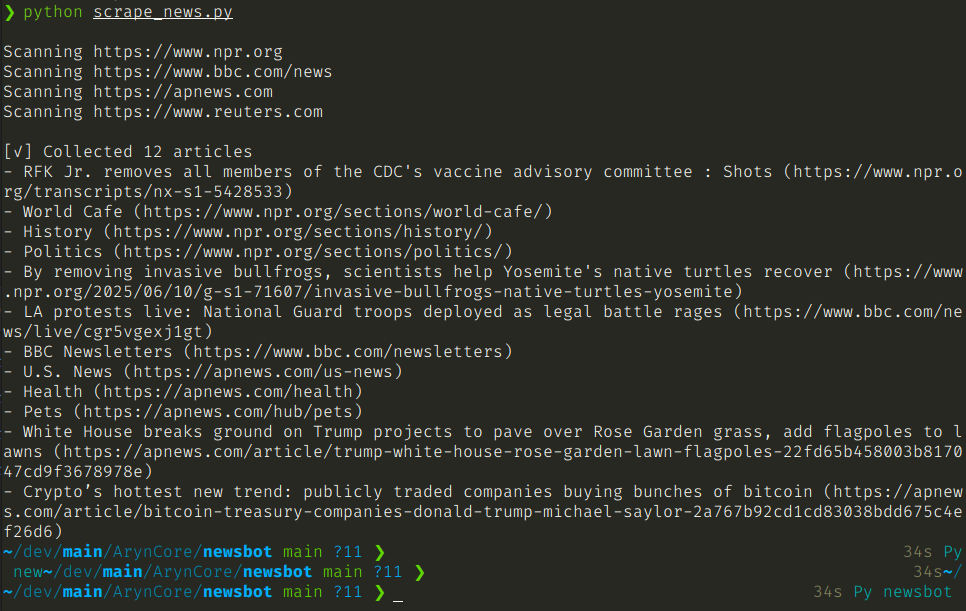 ❯ python scrape_news.py
Scanning https://www.npr.org
Scanning https://www.bbc.com/news
Scanning https://apnews.com
Scanning https://www.reuters.com
[√] Collected 12 articles
- RFK Jr. removes all members of the CDC's vaccine advisory committee : Shots (https://www.npr.o
rg/transcripts/nx-s1-5428533)
- World Cafe (https://www.npr.org/sections/world-cafe/)
- History (https://www.npr.org/sections/history/)
- Politics (https://www.npr.org/sections/politics/)
- By removing invasive bullfrogs, scientists help Yosemite's native turtles recover (https://www
.npr.org/2025/06/10/g-s1-71607/invasive-bullfrogs-native-turtles-yosemite)
- LA protests live: National Guard troops deployed as legal battle rages (https://www.bbc.com/ne
ws/live/cgr5vgexj1gt)
- BBC Newsletters (https://www.bbc.com/newsletters)
- U.S. News (https://apnews.com/us-news)
- Health (https://apnews.com/health)
- Pets (https://apnews.com/hub/pets)
- White House breaks ground on Trump projects to pave over Rose Garden grass, add flagpoles to l
awns (https://apnews.com/article/trump-white-house-rose-garden-lawn-flagpoles-22fd65b458003b8170
47cd9f3678978e)
- Crypto’s hottest new trend: publicly traded companies buying bunches of bitcoin (https://apnew
s.com/article/bitcoin-treasury-companies-donald-trump-michael-saylor-2a767b92cd1cd83038bdd675c4e
f26d6)
~/dev/main/ArynCore/newsbot main ?11 ❯ 34s Py
new~/dev/main/ArynCore/newsbot main ?11 ❯ 34s~/
~/dev/main/ArynCore/newsbot main ?11 ❯ _ 34s Py newsbot